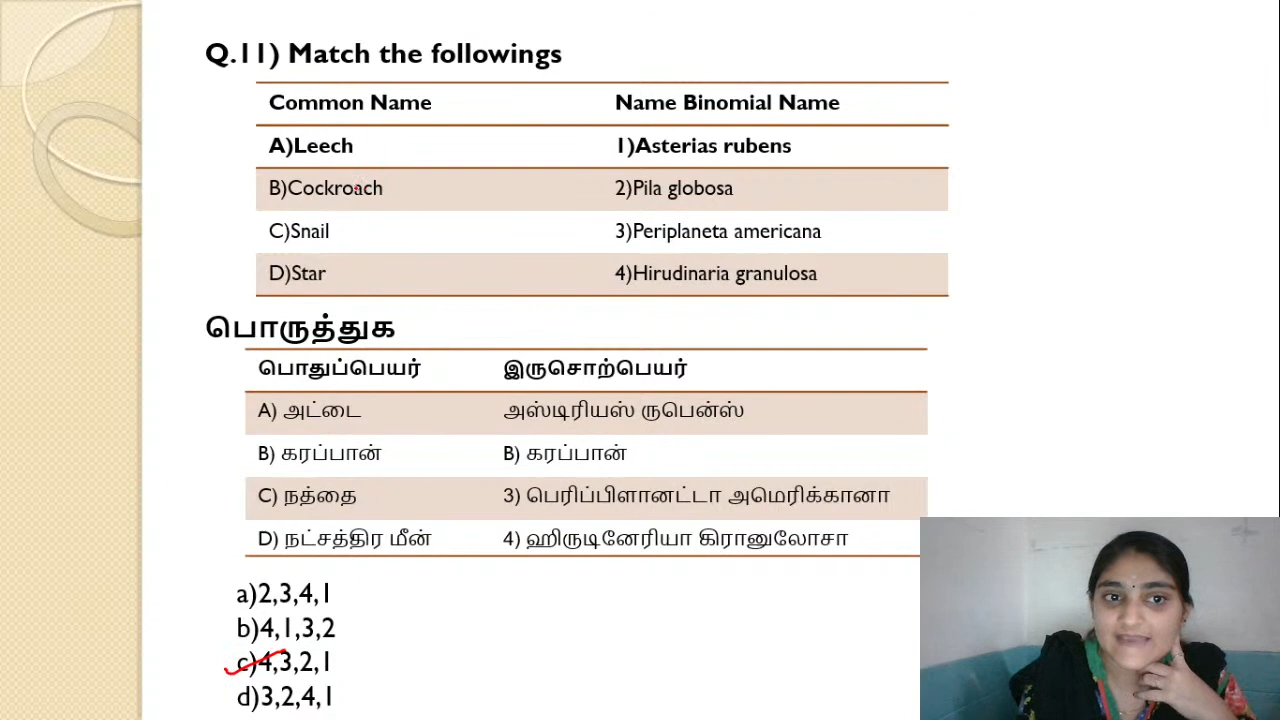 Q.11) Match the followings
Common Name Name Binomial Name
A)Leech 1)Asterias rubens
B)Cockroach 2)Pila globosa
C)Snail 3)Periplaneta americana
D)Star 4)Hirudinaria granulosa
பொருத்துக
பொதுப்பெயர் இருசொற்பெயர்
A) அட்டை அஸ்டிரியஸ் ருபென்ஸ்
B) கரப்பான் B) கரப்பான்
C) நத்தை 3) பெரிப்பிளானட்டா அமெரிக்கானா
D) நட்சத்திர மீன் 4) ஹிருடினேரியா கிரானுலோசா
a)2,3,4,1
b)4,1,3,2
c)4,3,2,1
d)3,2,4,1